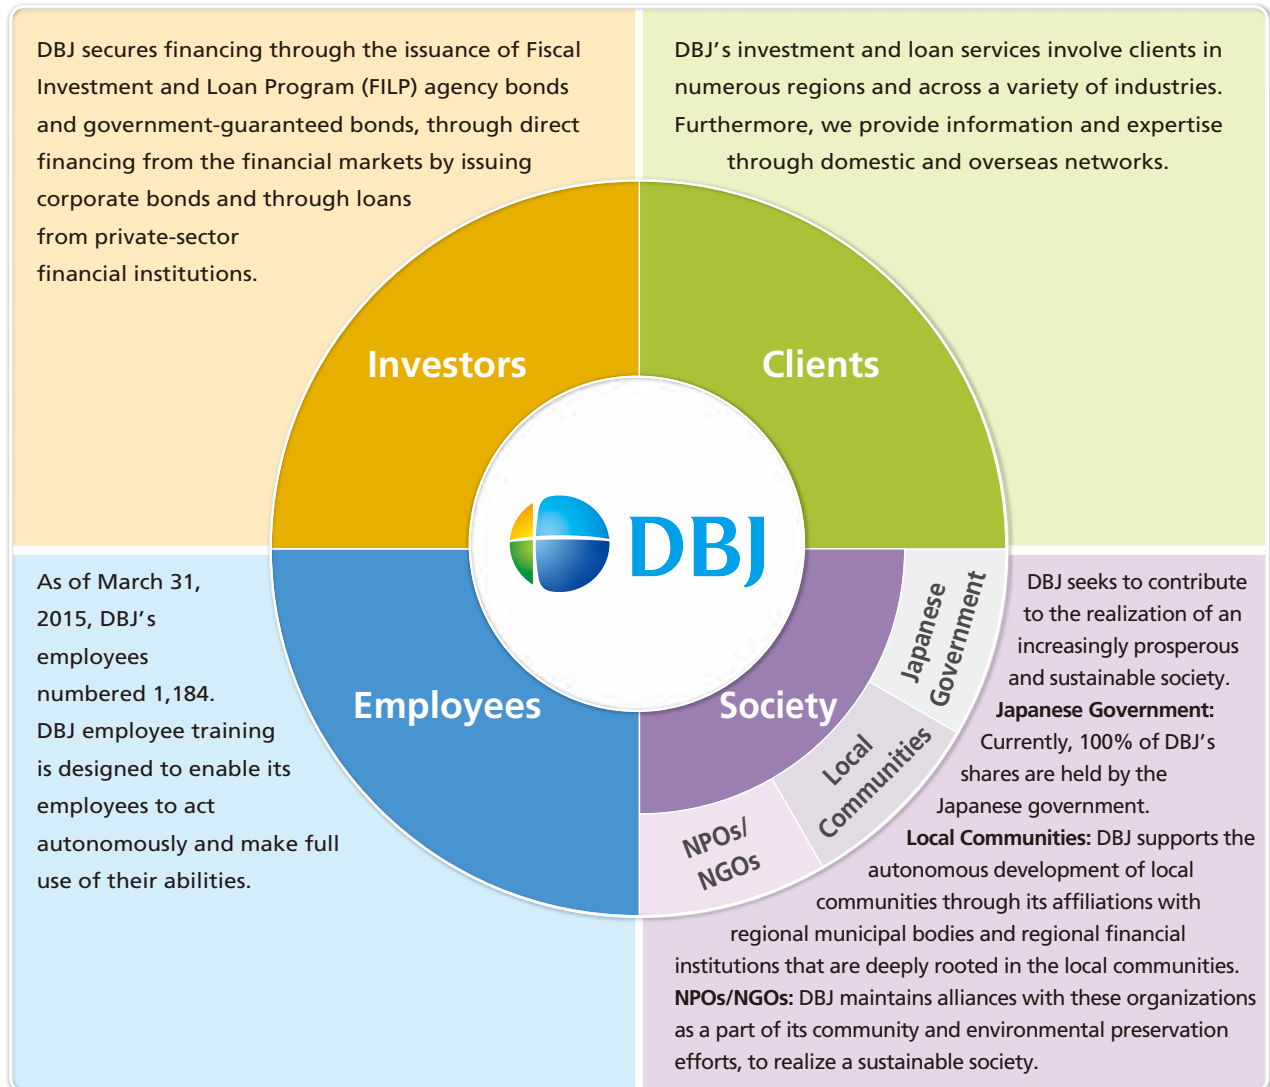 DBJ secures financing through the issuance of Fiscal
Investment and Loan Program (FILP) agency bonds
and government-guaranteed bonds, through direct
financing from the financial markets by issuing
corporate bonds and through loans
from private-sector
financial institutions.
DBJ's investment and loan services involve clients in
numerous regions and across a variety of industries.
Furthermore, we provide information and expertise
through domestic and overseas networks.
Investors
Clients
DBJ
Employees
Society
Japanese
Government
Local
Communities
NPOs/
NGOs
As of March 31,
2015, DBJ's
employees
numbered 1,184.
DBJ employee training
is designed to enable its
employees to act
autonomously and make full
use of their abilities.
DBJ seeks to contribute
to the realization of an
increasingly prosperous
and sustainable society.
Japanese Government:
Currently, 100% of DBJ's
shares are held by the
Japanese government.
Local Communities: DBJ supports the
autonomous development of local
communities through its affiliations with
regional municipal bodies and regional financial
institutions that are deeply rooted in the local communities.
NPOs/NGOs: DBJ maintains alliances with these organizations
as a part of its community and environmental preservation
efforts, to realize a sustainable society.